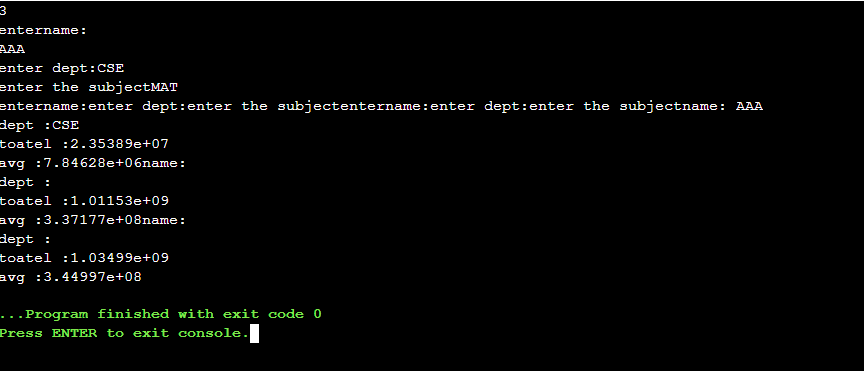 3
entername:
AAA
enter dept:CSE
enter the subjectMAT
entername:enter dept:enter the subjectentername:enter dept:enter the subjectname: AAA
dept :CSE
toatel :2.35389e+07
avg :7.84628e+06name:
dept :
toatel :1.01153e+09
avg :3.37177e+08name:
dept :
toatel :1.03499e+09
avg :3.44997e+08
...Program finished with exit code 0
Press ENTER to exit console.